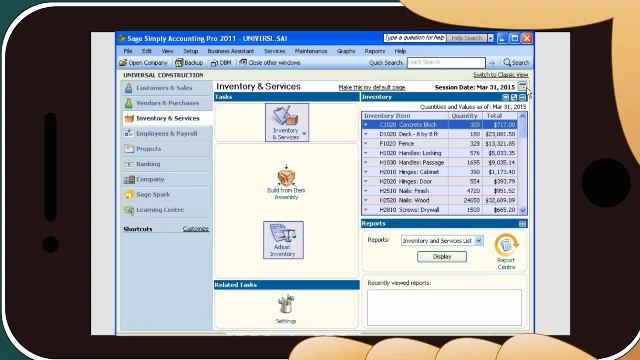 Sage Simply Accounting Pro 2011 - UNIVERSL.SAI
Type a question for help
Help Search
File Edit View Setup Business Assistant Services Maintenance Graphs Reports Help
Open Company Backup DBM Close other windows Quick Search: Quick Search Search
UNIVERSAL CONSTRUCTION
Switch to Classic View
Customers & Sales
Vendors & Purchases
Inventory & Services
Employees & Payroll
Projects
Banking
Company
Sage Spark
Learning Centre
Shortcuts Customize
Inventory & Services
Make this my default page
Session Date: Mar 31, 2015
Tasks
Inventory
& Services
Build from Item
Assembly
Adjust
Inventory
Related Tasks
Settings
Inventory
Quantities and Values as of: Mar 31, 2015
Inventory Item Quantity Total
C1020 Concrete Block 300 $717.00
D1020 Deck - 8 by 8 ft 180 $23,081.50
F1020 Fence 328 $13,321.85
H1020 Handles: Locking 576 $5,033.35
H1030 Handles: Passage 1695 $9,035.14
H2010 Hinges: Cabinet 390 $1,173.40
H2020 Hinges: Door 554 $393.79
H2510 Nails: Finish 4720 $951.52
H2520 Nails: Wood 24650 $32,609.89
H2810 Screws: Drywall 1500 $665.20
Reports
Reports: Inventory and Services List
Display
Report
Centre
Recently viewed reports: